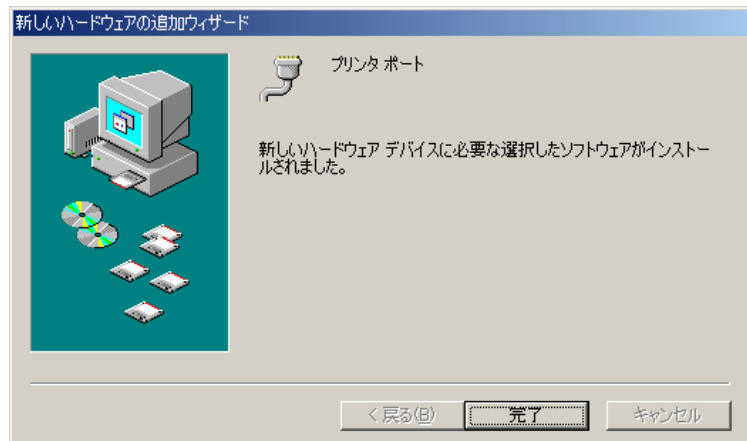 新しいハードウェアの追加ウィザード
プリンタ ポート
新しいハードウェア デバイスに必要な選択したソフトウェアがインストー
ルされました。
< 戻る(B)
完了
キャンセル